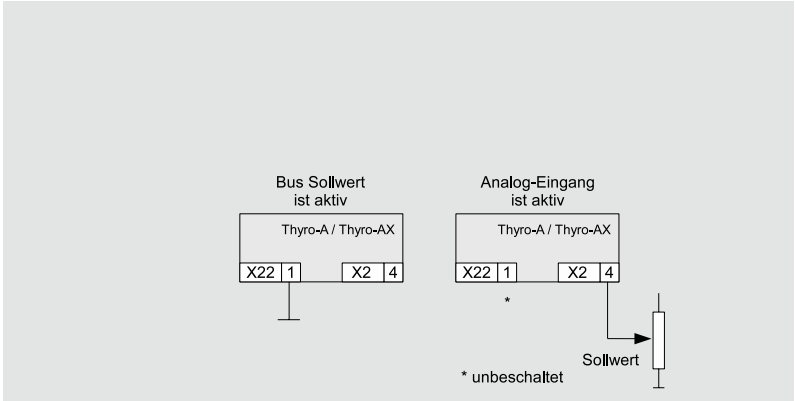 Bus Sollwert
ist aktiv
Thyro-A / Thyro-AX
X22 1 X2 4
Analog-Eingang
ist aktiv
Thyro-A / Thyro-AX
X22 1 X2 4
*
Sollwert
* unbeschaltet